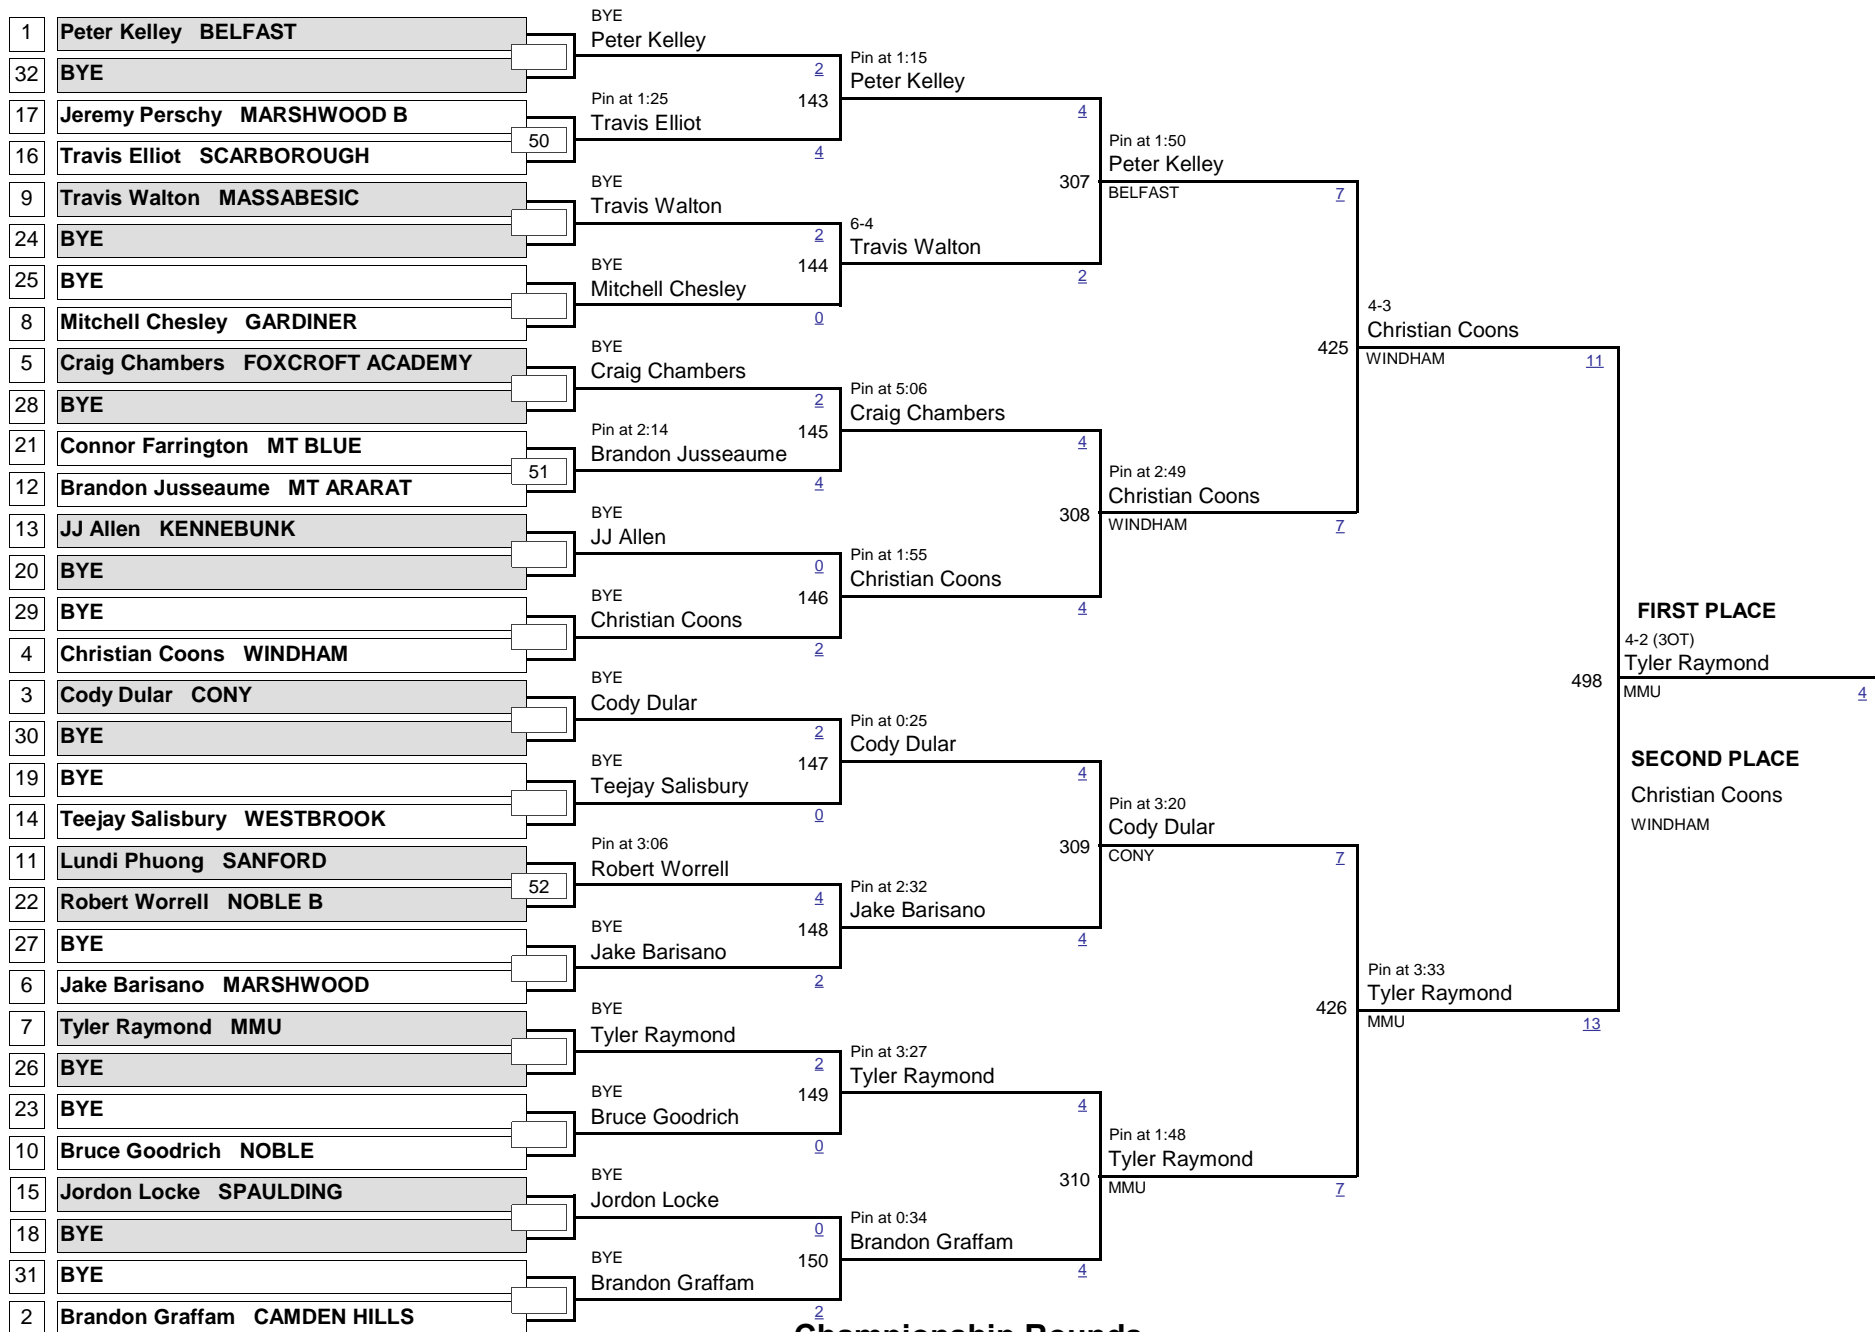 1 Peter Kelley BELFAST
32 BYE
17 Jeremy Perschy MARSHWOOD B
16 Travis Elliot SCARBOROUGH
9 Travis Walton MASSABESIC
24 BYE
25 BYE
8 Mitchell Chesley GARDINER
5 Craig Chambers FOXCROFT ACADEMY
28 BYE
21 Connor Farrington MT BLUE
12 Brandon Jusseaume MT ARARAT
13 JJ Allen KENNEBUNK
20 BYE
29 BYE
4 Christian Coons WINDHAM
3 Cody Dular CONY
30 BYE
19 BYE
14 Teejay Salisbury WESTBROOK
11 Lundi Phuong SANFORD
22 Robert Worrell NOBLE B
27 BYE
6 Jake Barisano MARSHWOOD
7 Tyler Raymond MMU
26 BYE
23 BYE
10 Bruce Goodrich NOBLE
15 Jordon Locke SPAULDING
18 BYE
31 BYE
2 Brandon Graffam CAMDEN HILLS
50
51
52
BYE
Peter Kelley
2
143
Pin at 1:25
Travis Elliot
4
BYE
Travis Walton
2
144
BYE
Mitchell Chesley
0
BYE
Craig Chambers
2
145
Pin at 2:14
Brandon Jusseaume
4
BYE
JJ Allen
0
146
BYE
Christian Coons
2
BYE
Cody Dular
2
147
BYE
Teejay Salisbury
0
Pin at 3:06
Robert Worrell
4
148
BYE
Jake Barisano
2
BYE
Tyler Raymond
2
149
BYE
Bruce Goodrich
0
BYE
Jordon Locke
0
150
BYE
Brandon Graffam
2
Pin at 1:15
Peter Kelley
4
307
6-4
Travis Walton
2
Pin at 5:06
Craig Chambers
4
308
Pin at 1:55
Christian Coons
4
Pin at 0:25
Cody Dular
4
309
Pin at 2:32
Jake Barisano
4
Pin at 3:27
Tyler Raymond
4
310
Pin at 0:34
Brandon Graffam
4
Pin at 1:50
Peter Kelley
BELFAST
7
425
Pin at 2:49
Christian Coons
WINDHAM
7
Pin at 3:20
Cody Dular
CONY
7
426
Pin at 1:48
Tyler Raymond
MMU
7
4-3
Christian Coons
WINDHAM
11
498
Pin at 3:33
Tyler Raymond
MMU
13
FIRST PLACE
4-2 (3OT)
Tyler Raymond
MMU
4
SECOND PLACE
Christian Coons
WINDHAM
Championship Rounds